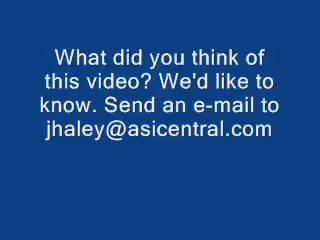 What did you think of
this video? We'd like to
know. Send an e-mail to
jhaley@asicentral.com